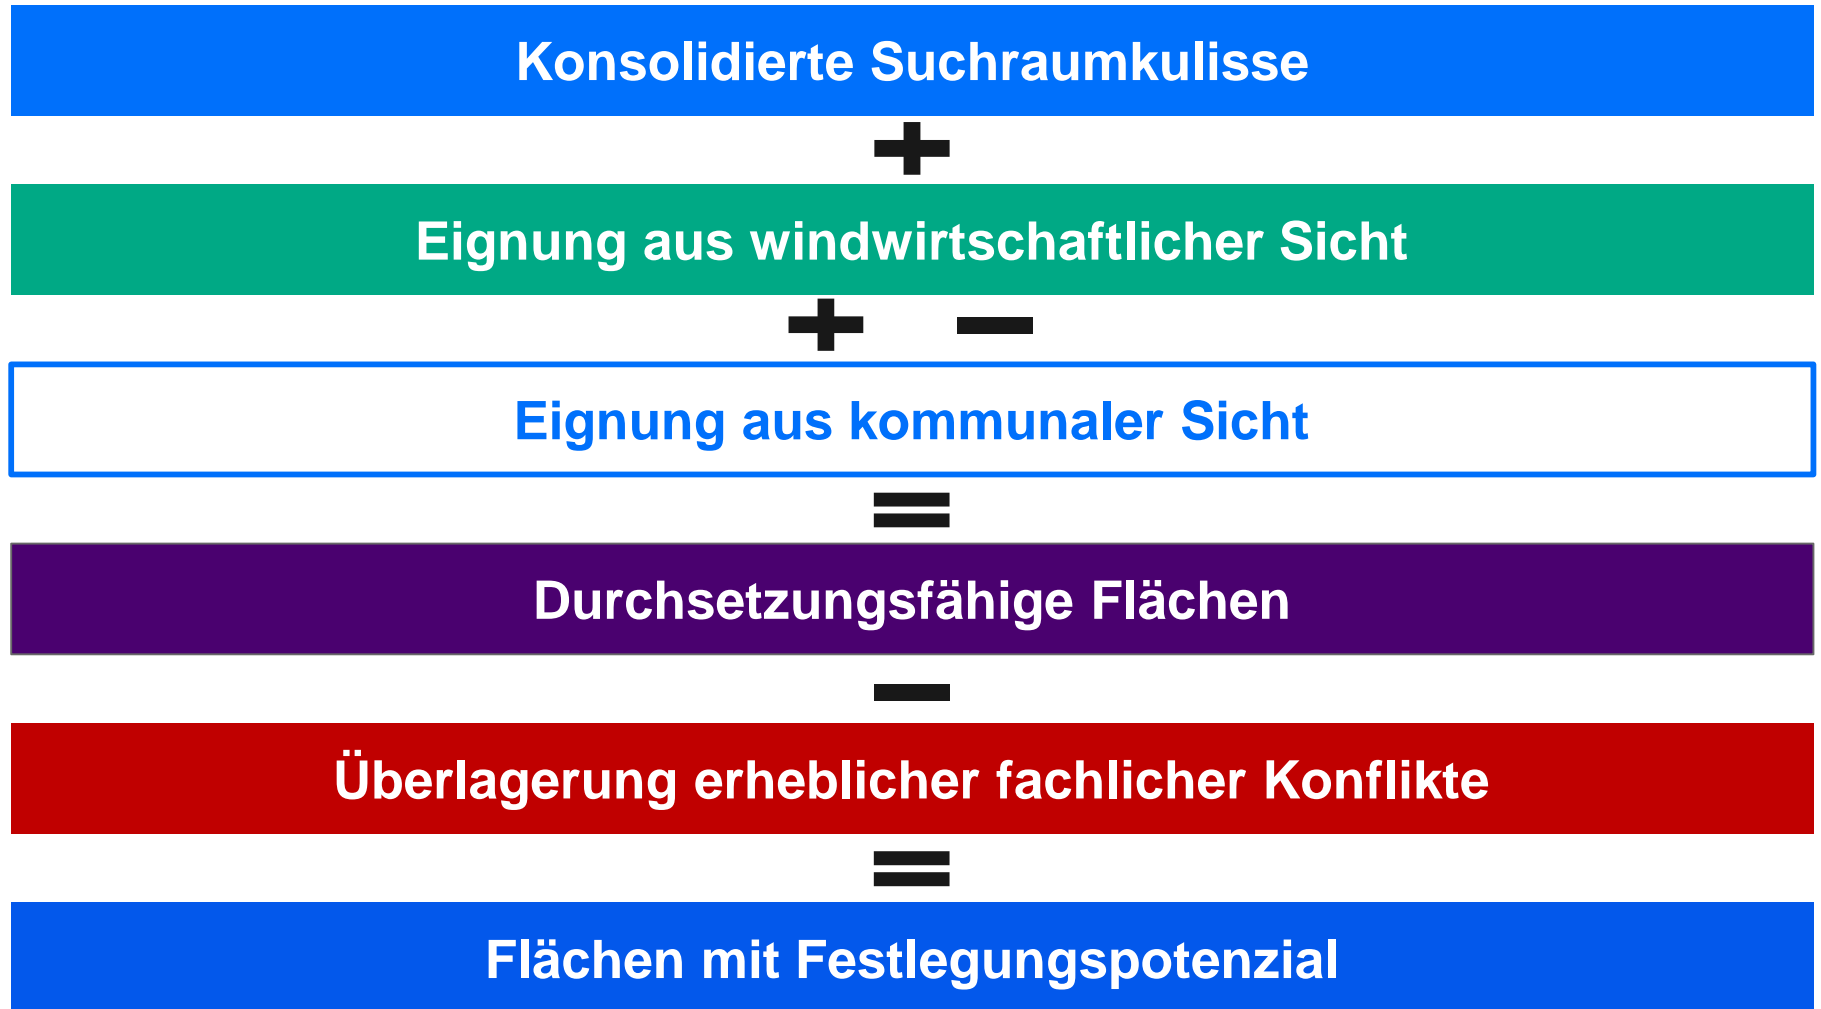 Konsolidierte Suchraumkulisse
+
Eignung aus windwirtschaftlicher Sicht
+ −
Eignung aus kommunaler Sicht
=
Durchsetzungsfähige Flächen
−
Überlagerung erheblicher fachlicher Konflikte
=
Flächen mit Festlegungspotenzial